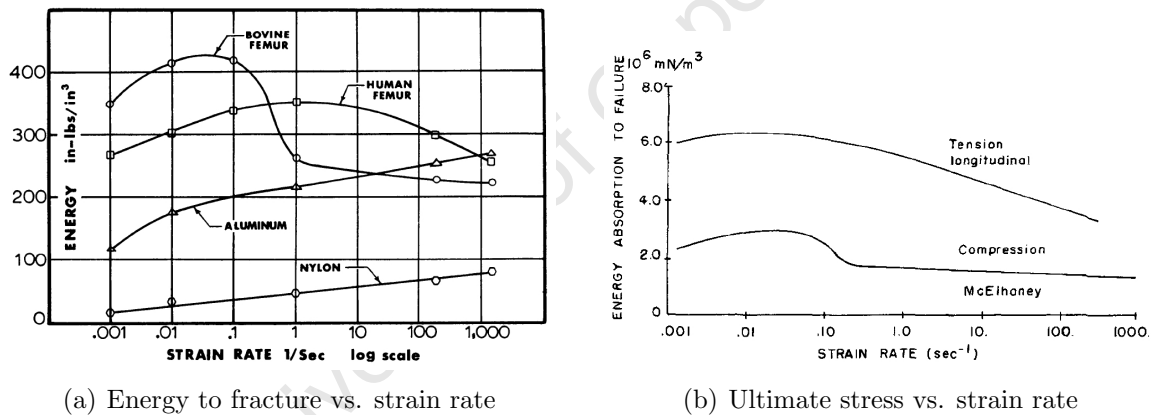 BOVINE
FEMUR
HUMAN
FEMUR
ALUMINUM
NYLON
ENERGY in-lbs/in³
400
300
200
100
0
.001
.01
.1
1
10
100
1,000
STRAIN RATE 1/Sec log scale
(a) Energy to fracture vs. strain rate
10⁶ mN/m³
ENERGY ABSORPTION TO FAILURE
8.0
6.0
4.0
2.0
0
Tension
longitudinal
Compression
McElhaney
.001
.01
.10
1.0
10.
100.
1000.
STRAIN RATE (sec⁻¹)
(b) Ultimate stress vs. strain rate